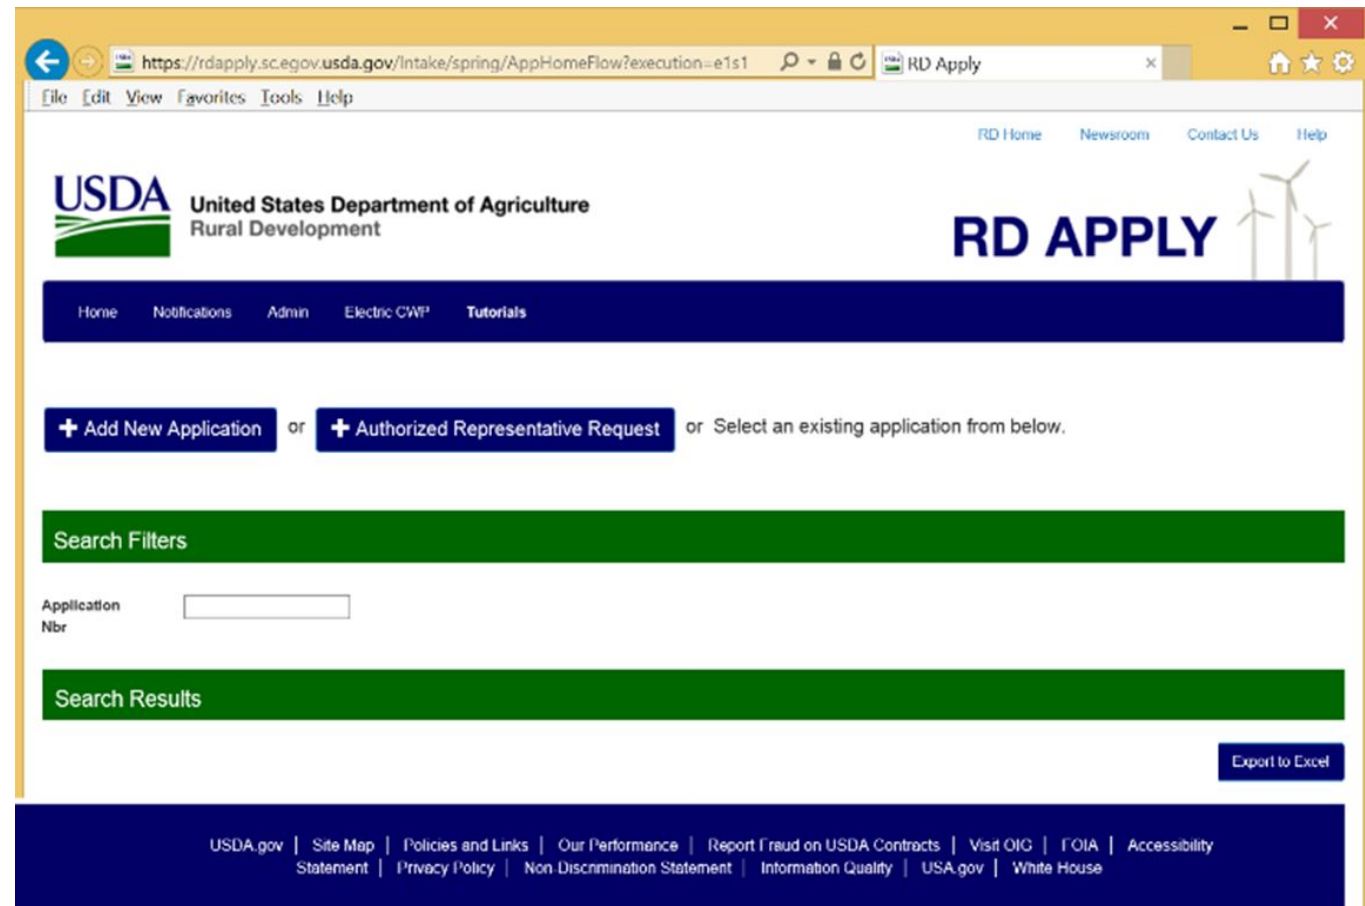 https://rdapply.sc.egov.usda.gov/Intake/spring/AppHomeFlow?execution=e1s1
RD Apply
File Edit View Favorites Tools Help
RD Home Newsroom Contact Us Help
USDA
United States Department of Agriculture
Rural Development
RD APPLY
Home Notifications Admin Electric CWP Tutorials
+ Add New Application or + Authorized Representative Request or Select an existing application from below.
Search Filters
Application
Nbr
Search Results
Export to Excel
USDA.gov | Site Map | Policies and Links | Our Performance | Report Fraud on USDA Contracts | Visit OIG | FOIA | Accessibility
Statement | Privacy Policy | Non-Discrimination Statement | Information Quality | USA.gov | White House